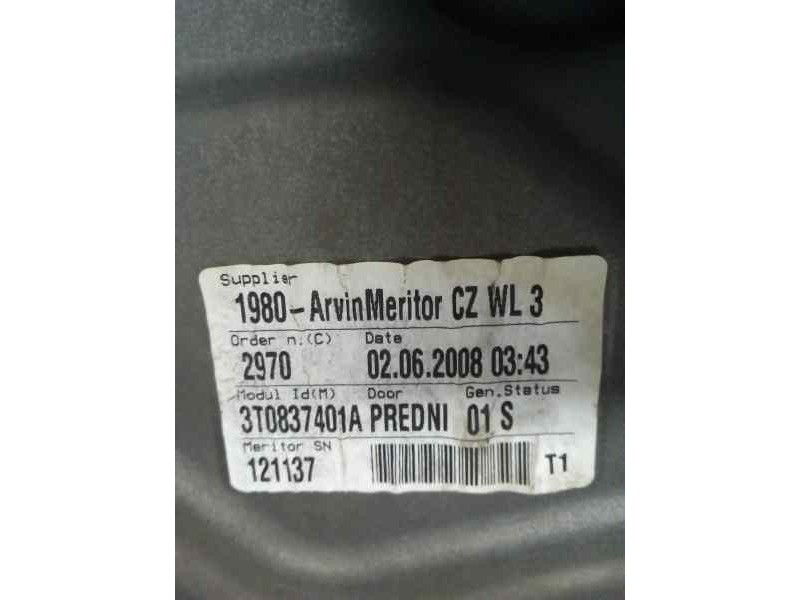 Supplier
1980-ArvinMeritor CZ WL 3
Order n.(C) Date
2970 02.06.2008 03:43
Modul Id(M) Door Gen.Status
3T0837401A PREDNI 01 S
Meritor SN
121137 T1